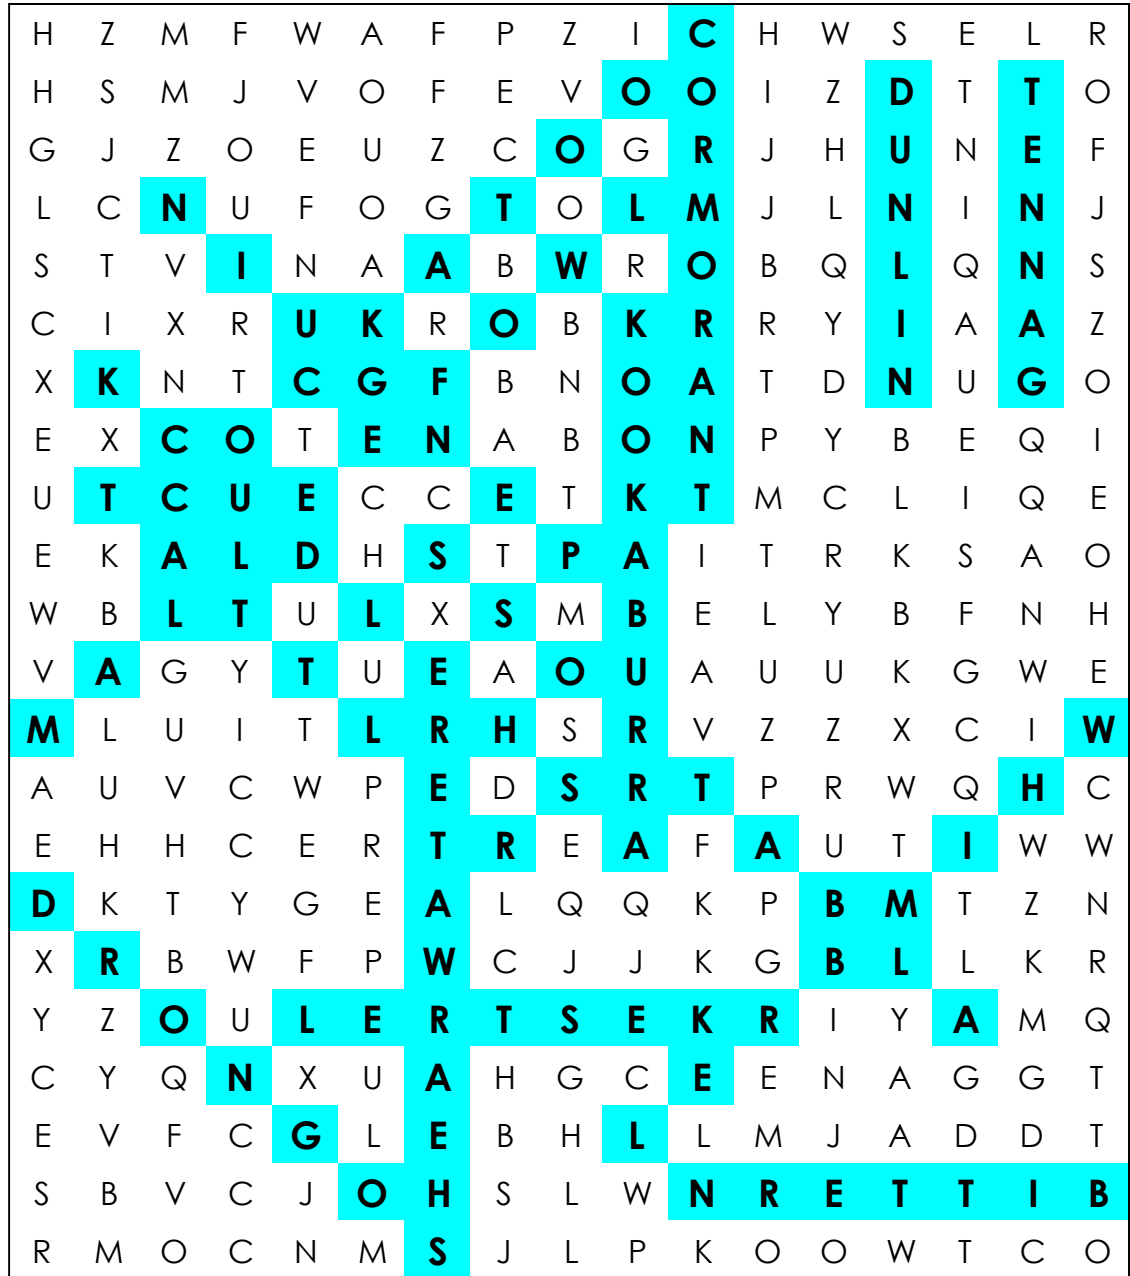 H Z M F W A F P Z I C H W S E L R
H S M J V O F E V O O I Z D T T O
G J Z O E U Z C O G R J H U N E F
L C N U F O G T O L M J L N I N J
S T V I N A A B W R O B Q L Q N S
C I X R U K R O B K R R Y I A A Z
X K N T C G F B N O A T D N U G O
E X C O T E N A B O N P Y B E Q I
U T C U E C C E T K T M C L I Q E
E K A L D H S T P A I T R K S A O
W B L T U L X S M B E L Y B F N H
V A G Y T U E A O U A U U K G W E
M L U I T L R H S R V Z Z X C I W
A U V C W P E D S R T P R W Q H C
E H H C E R T R E A F A U T I W W
D K T Y G E A L Q Q K P B M T Z N
X R B W F P W C J J K G B L L K R
Y Z O U L E R T S E K R I Y A M Q
C Y Q N X U A H G C E E N A G G T
E V F C G L E B H L L M J A D D T
S B V C J O H S L W N R E T T I B
R M O C N M S J L P K O O W T C O